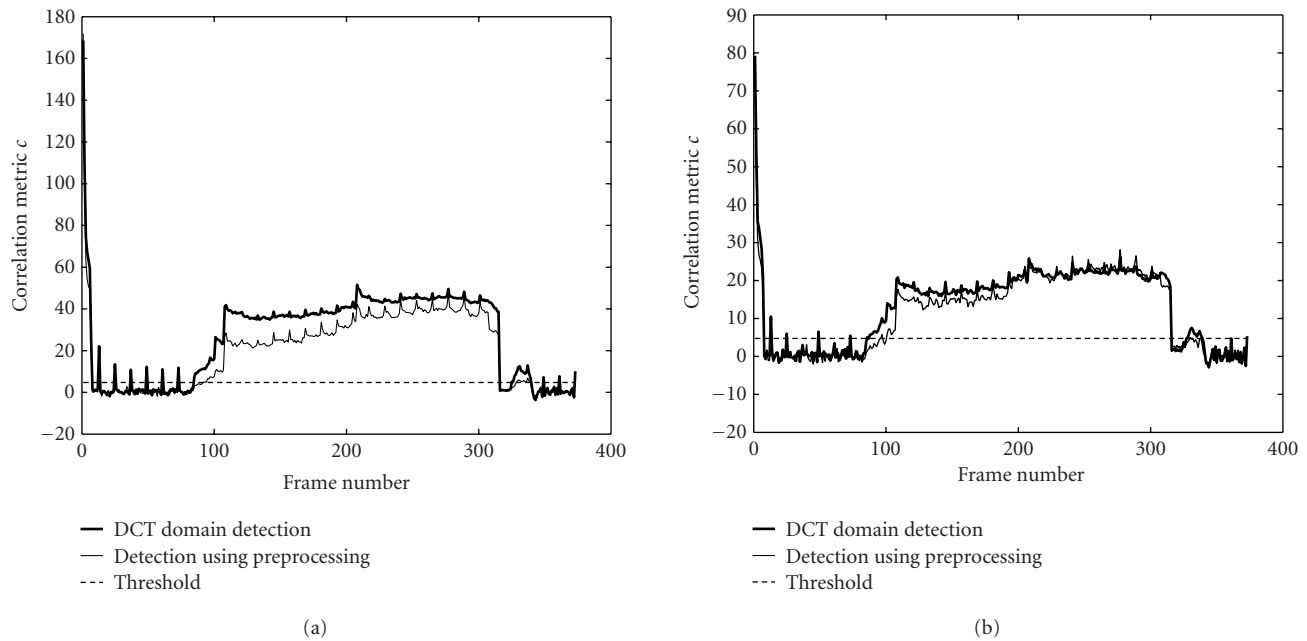 180
160
140
120
100
80
60
40
20
0
−20
Correlation metric c
0 100 200 300 400
Frame number
DCT domain detection
Detection using preprocessing
Threshold
(a)
90
80
70
60
50
40
30
20
10
0
−10
−20
Correlation metric c
0 100 200 300 400
Frame number
DCT domain detection
Detection using preprocessing
Threshold
(b)